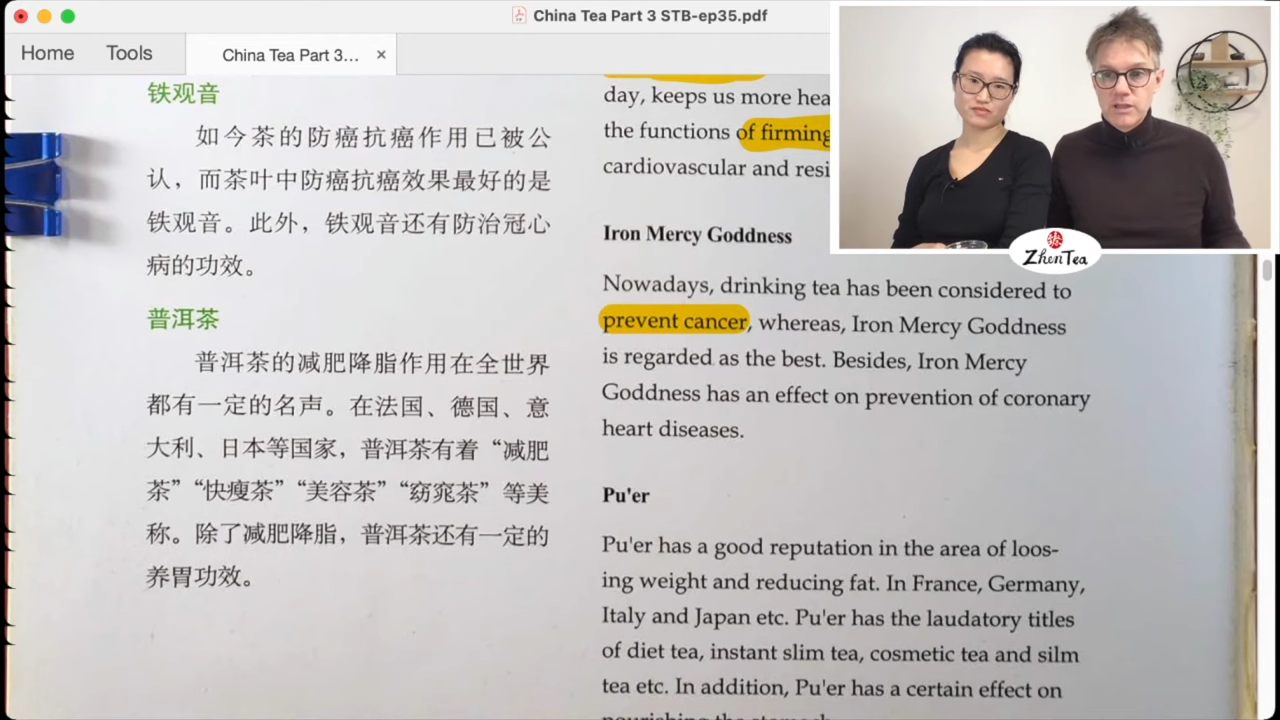 China Tea Part 3 STB-ep35.pdf
Home
Tools
China Tea Part 3...
铁观音
如今茶的防癌抗癌作用已被公
认，而茶叶中防癌抗癌效果最好的是
铁观音。此外，铁观音还有防治冠心
病的功效。
普洱茶
普洱茶的减肥降脂作用在全世界
都有一定的名声。在法国、德国、意
大利、日本等国家，普洱茶有着“减肥
茶”“快瘦茶”“美容茶”“窈窕茶”等美
称。除了减肥降脂，普洱茶还有一定的
养胃功效。
day, keeps us more hea
the functions of firming
cardiovascular and resi
Iron Mercy Goddness
Nowadays, drinking tea has been considered to
prevent cancer, whereas, Iron Mercy Goddness
is regarded as the best. Besides, Iron Mercy
Goddness has an effect on prevention of coronary
heart diseases.
Pu'er
Pu'er has a good reputation in the area of loos-
ing weight and reducing fat. In France, Germany,
Italy and Japan etc. Pu'er has the laudatory titles
of diet tea, instant slim tea, cosmetic tea and silm
tea etc. In addition, Pu'er has a certain effect on
ZhenTea